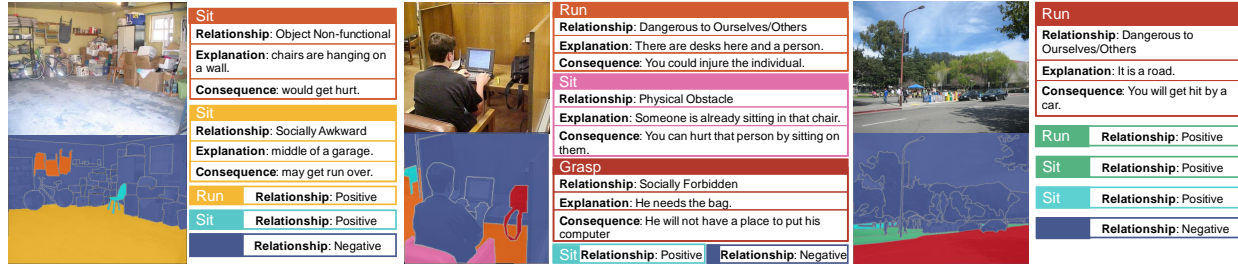 Sit
Relationship: Object Non-functional
Explanation: chairs are hanging on
a wall.
Consequence: would get hurt.
Sit
Relationship: Socially Awkward
Explanation: middle of a garage.
Consequence: may get run over.
Run Relationship: Positive
Sit Relationship: Positive
Relationship: Negative
Run
Relationship: Dangerous to Ourselves/Others
Explanation: There are desks here and a person.
Consequence: You could injure the individual.
Sit
Relationship: Physical Obstacle
Explanation: Someone is already sitting in that chair.
Consequence: You can hurt that person by sitting on
them.
Grasp
Relationship: Socially Forbidden
Explanation: He needs the bag.
Consequence: He will not have a place to put his
computer
Sit Relationship: Positive Relationship: Negative
Run
Relationship: Dangerous to
Ourselves/Others
Explanation: It is a road.
Consequence: You will get hit by a
car.
Run Relationship: Positive
Sit Relationship: Positive
Sit Relationship: Positive
Relationship: Negative